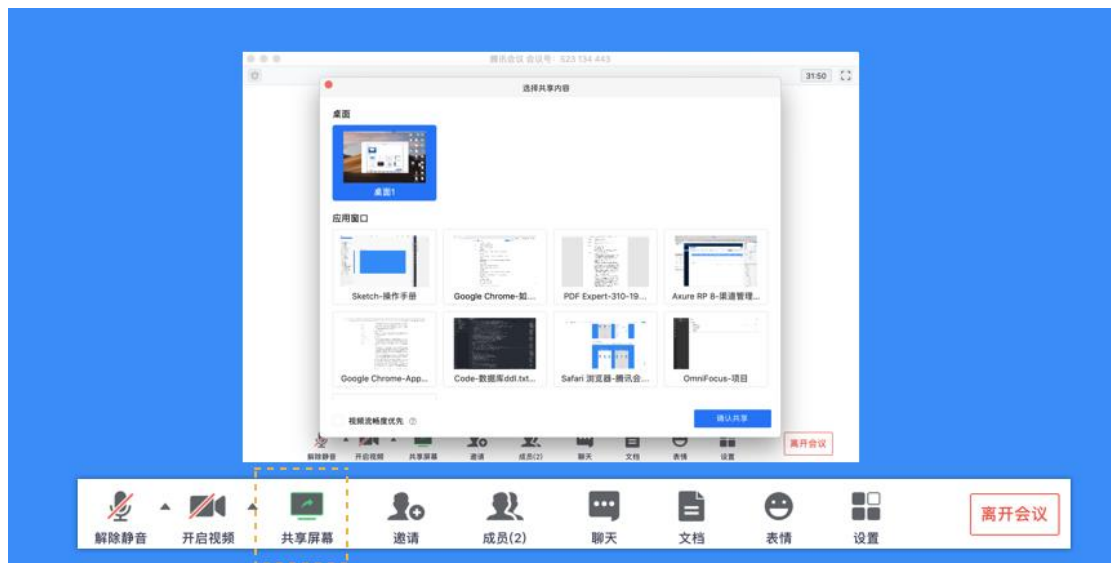 腾讯会议 会议号：523 134 443
31:50
选择共享内容
桌面
桌面1
应用窗口
Sketch-操作手册
Google Chrome-如...
PDF Expert-310-19...
Axure RP 8-渠道管理...
Google Chrome-App...
Code-数据库ddl.txt...
Safari 浏览器-腾讯会...
OmniFocus-项目
视频流畅度优先
确认共享
解除静音 开启视频 共享屏幕 邀请 成员(2) 聊天 文档 表情 设置 离开会议
解除静音 开启视频 共享屏幕 邀请 成员(2) 聊天 文档 表情 设置 离开会议